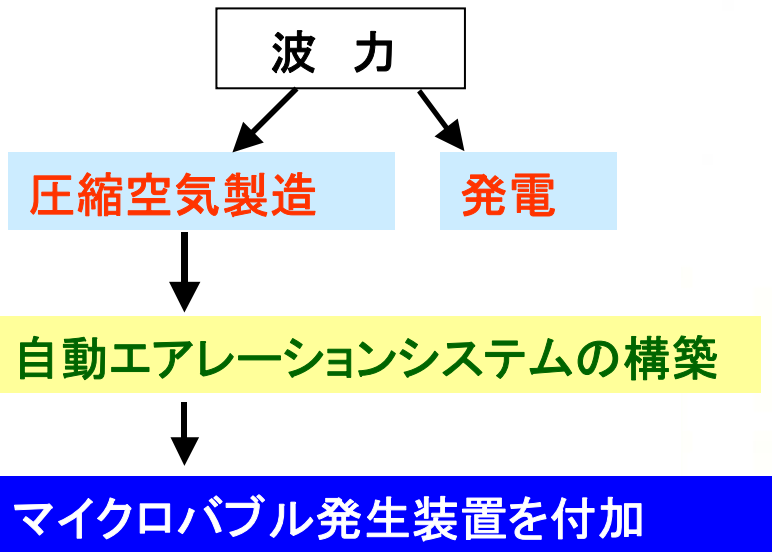 波　力
圧縮空気製造
発電
自動エアレーションシステムの構築
マイクロバブル発生装置を付加